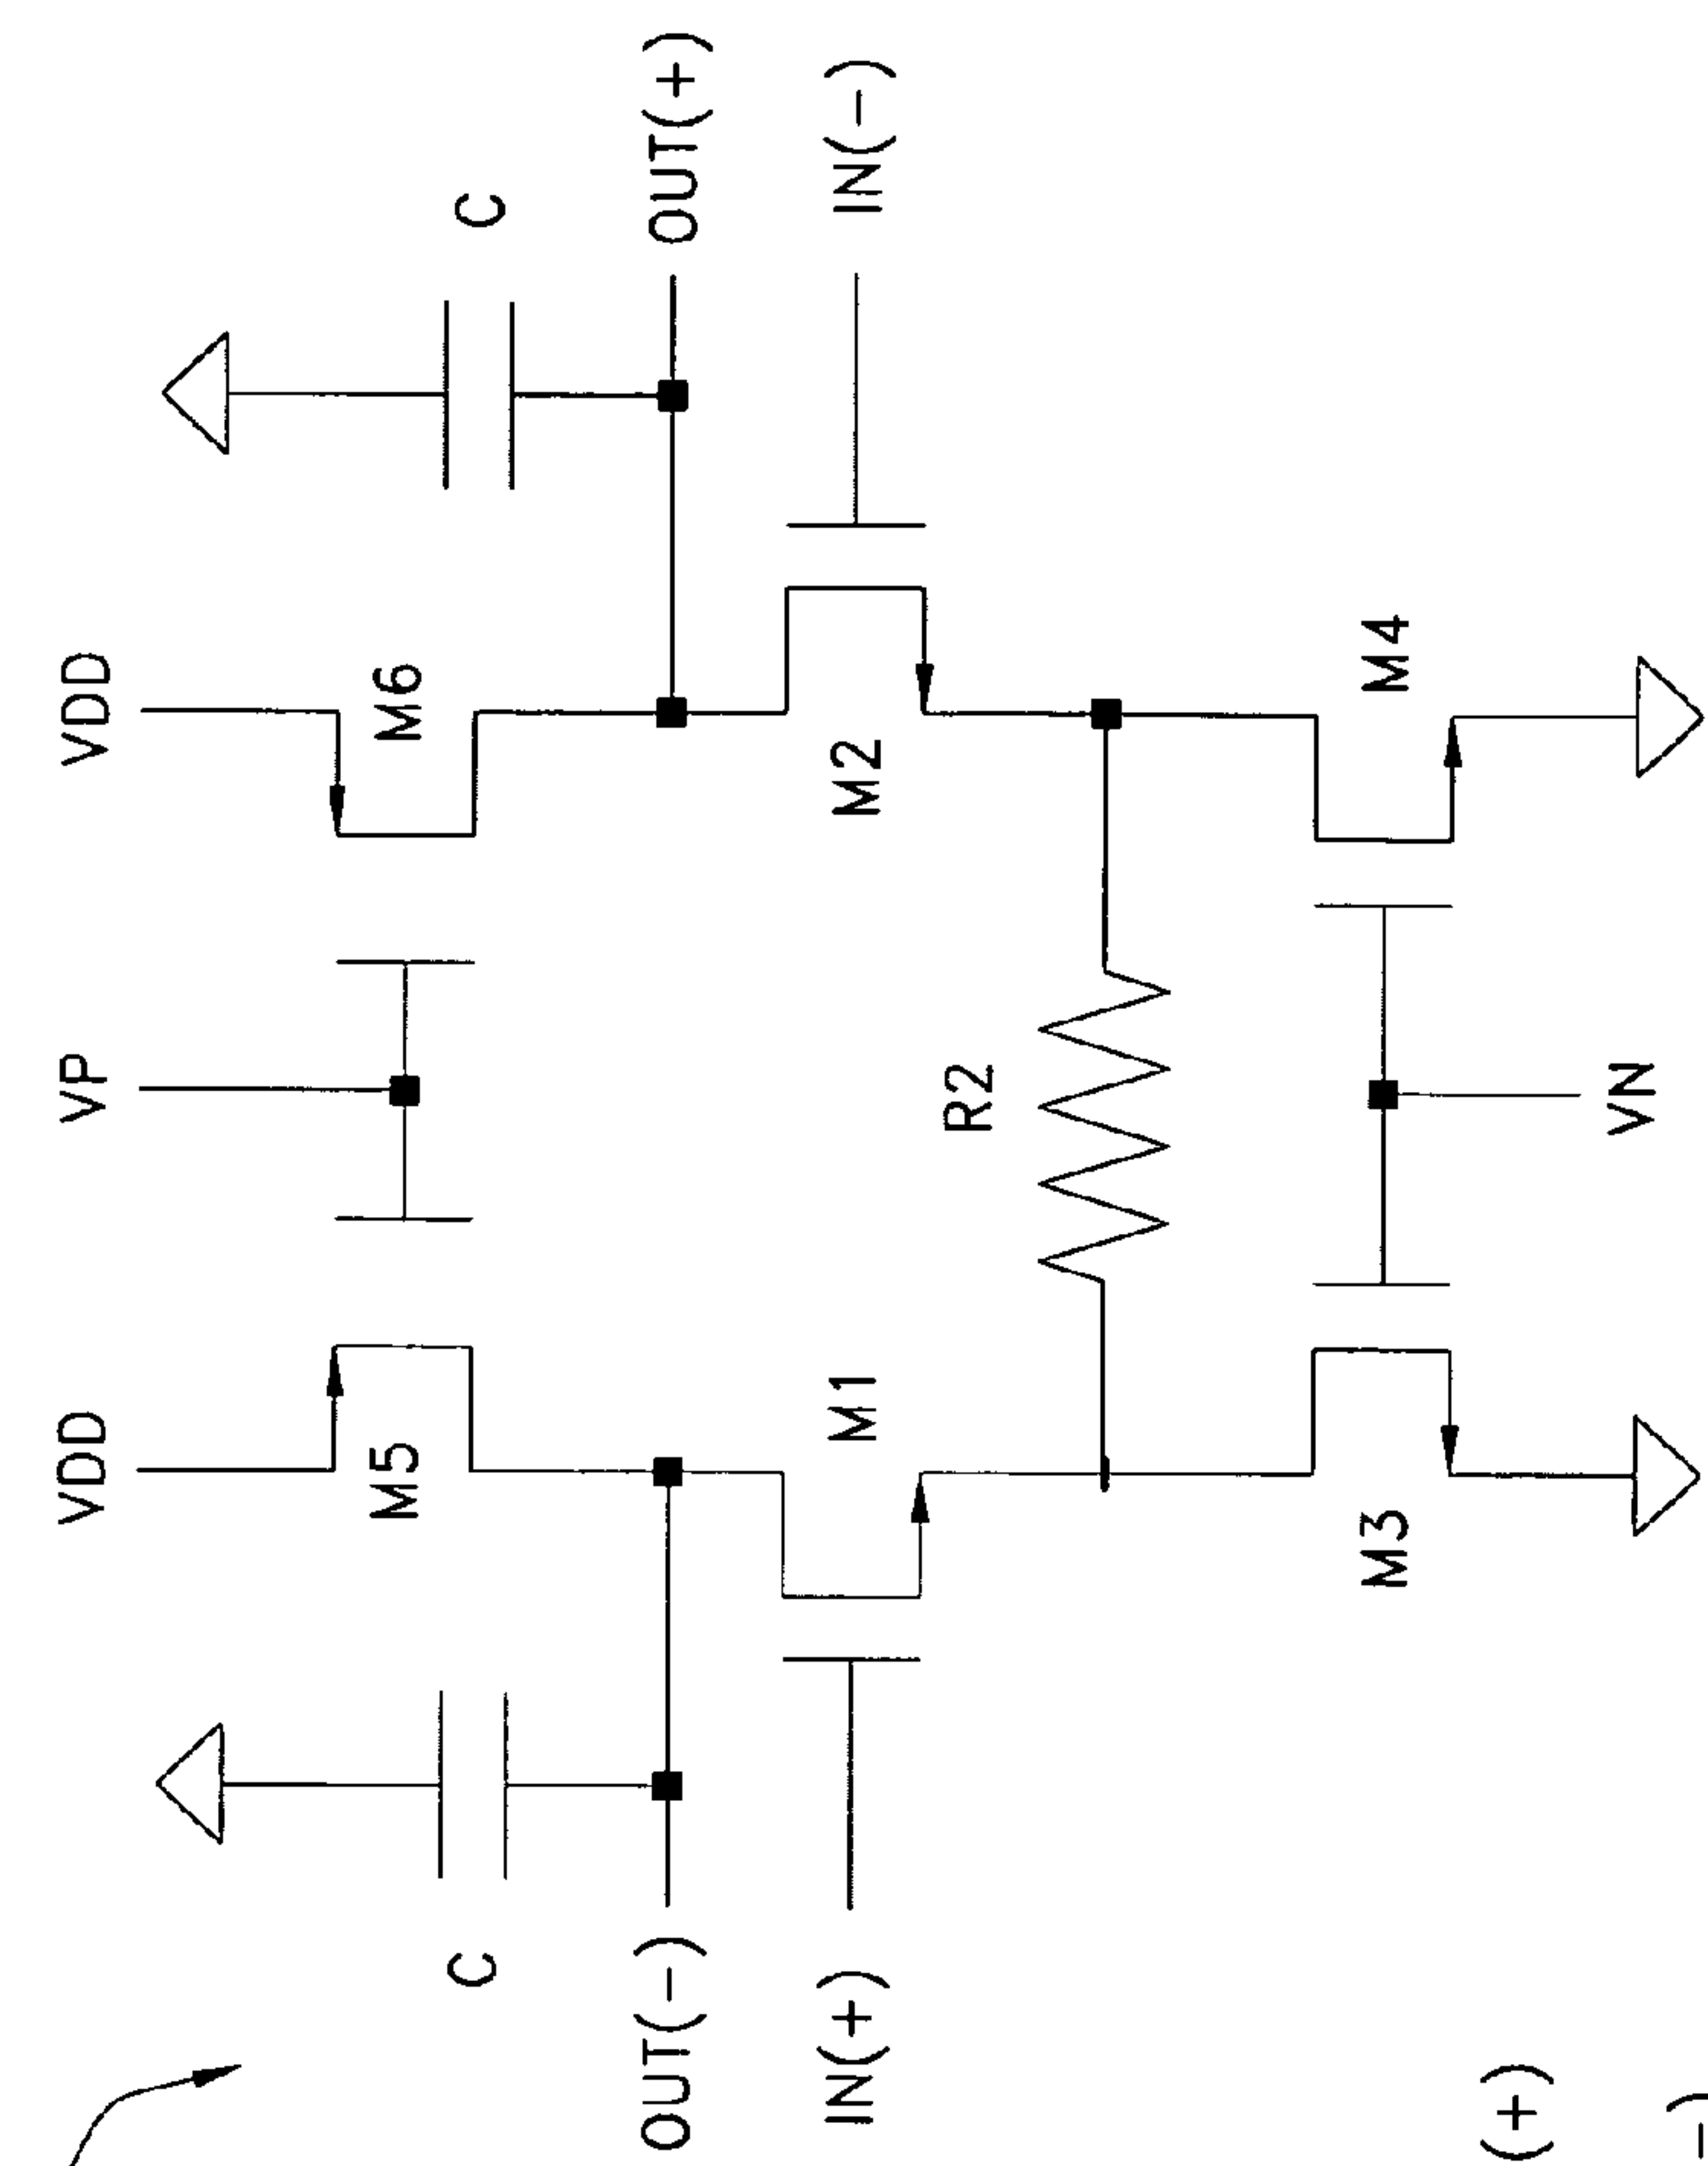 VDD
VP
VDD
M5
M6
C
C
OUT(-)
OUT(+)
IN(+)
M1
M2
IN(-)
R2
M3
M4
VN
(+)
-)